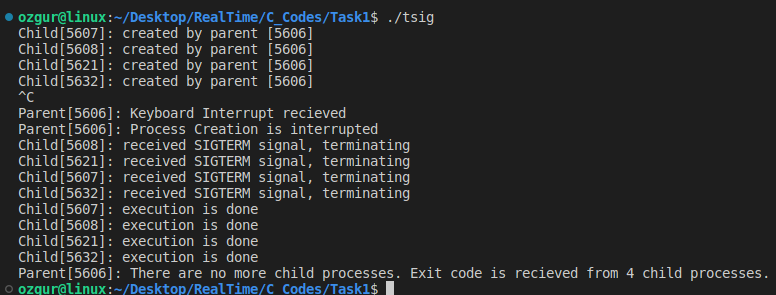 ozgur@linux:~/Desktop/RealTime/C_Codes/Task1$ ./tsig
Child[5607]: created by parent [5606]
Child[5608]: created by parent [5606]
Child[5621]: created by parent [5606]
Child[5632]: created by parent [5606]
^C
Parent[5606]: Keyboard Interrupt recieved
Parent[5606]: Process Creation is interrupted
Child[5608]: received SIGTERM signal, terminating
Child[5621]: received SIGTERM signal, terminating
Child[5607]: received SIGTERM signal, terminating
Child[5632]: received SIGTERM signal, terminating
Child[5607]: execution is done
Child[5608]: execution is done
Child[5621]: execution is done
Child[5632]: execution is done
Parent[5606]: There are no more child processes. Exit code is recieved from 4 child processes.
ozgur@linux:~/Desktop/RealTime/C_Codes/Task1$